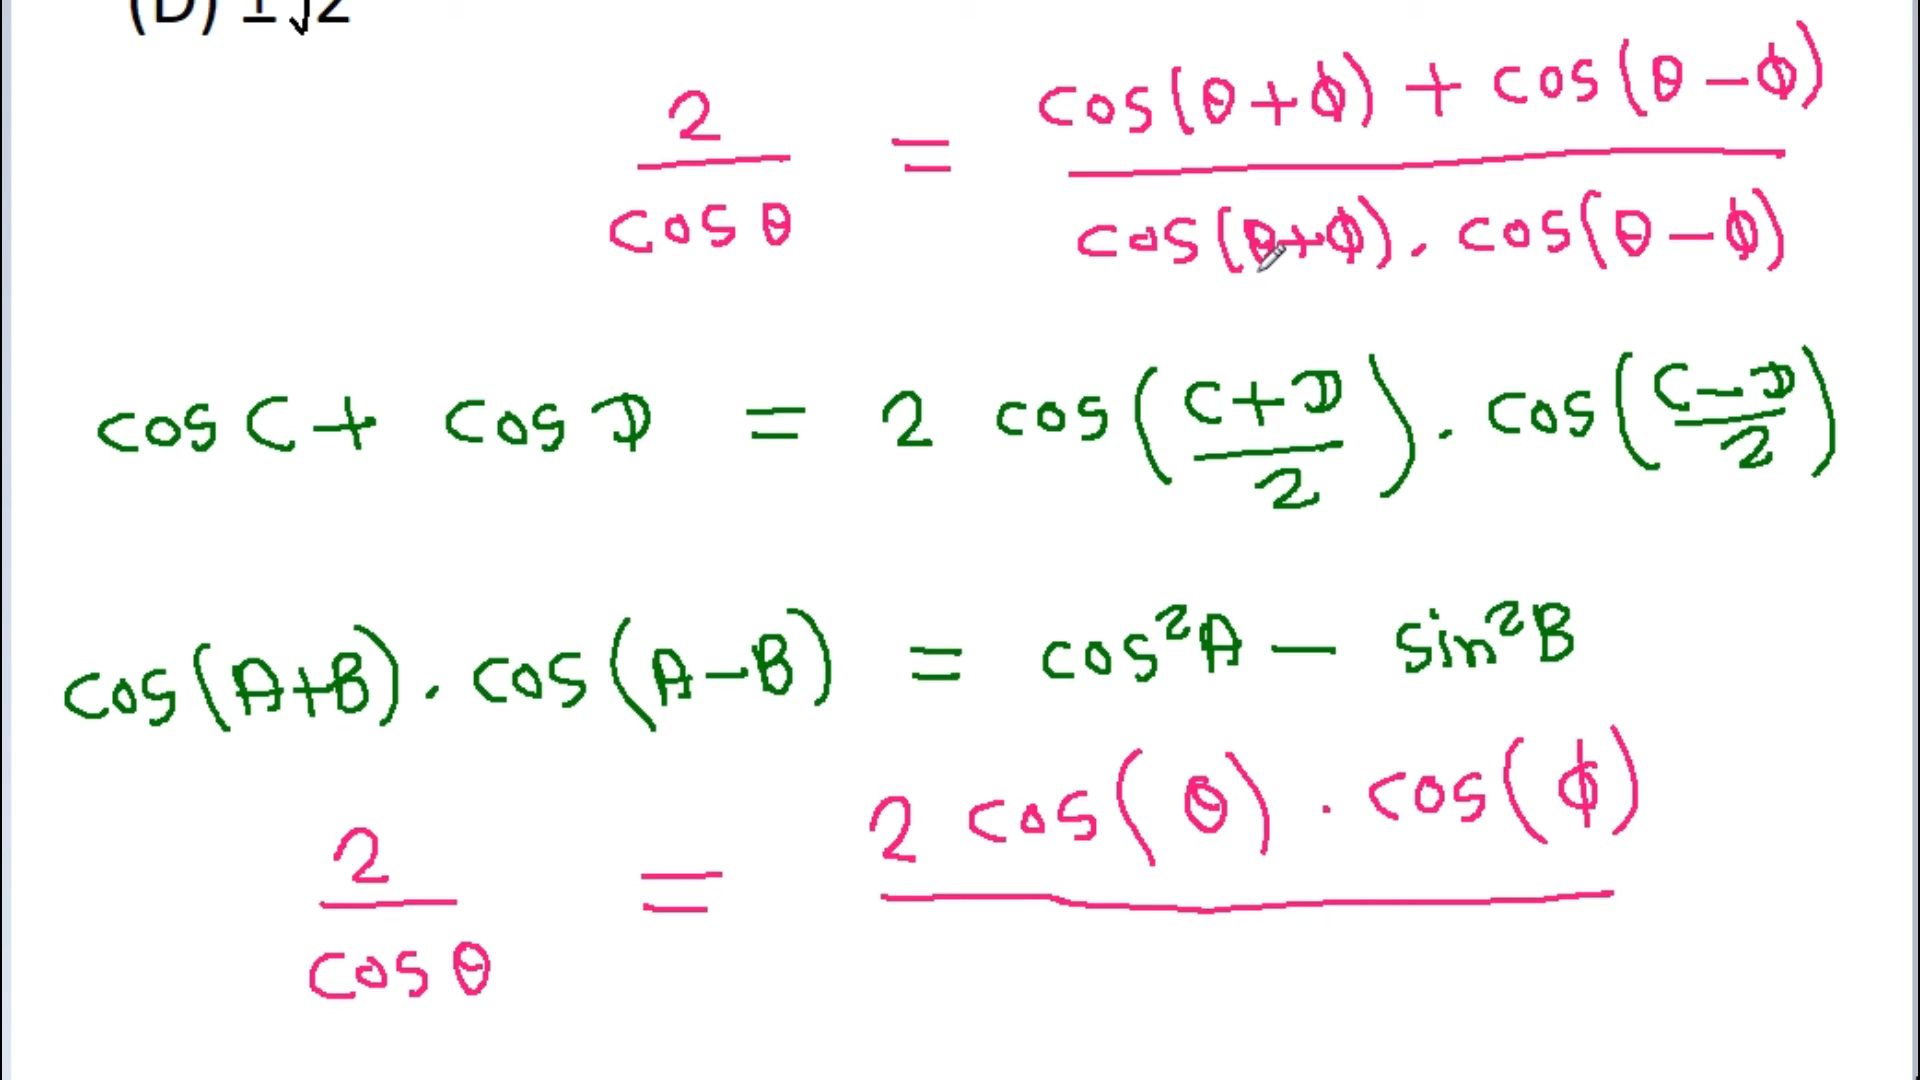 (D) ±√2
2/cos θ = (cos(θ+ϕ) + cos(θ−ϕ))/(cos(θ+ϕ) . cos(θ−ϕ))
cos C + cos D = 2 cos((C+D)/2) . cos((C−D)/2)
cos(A+B) . cos(A−B) = cos²A − sin²B
2/cos θ = 2 cos(θ) . cos(ϕ)